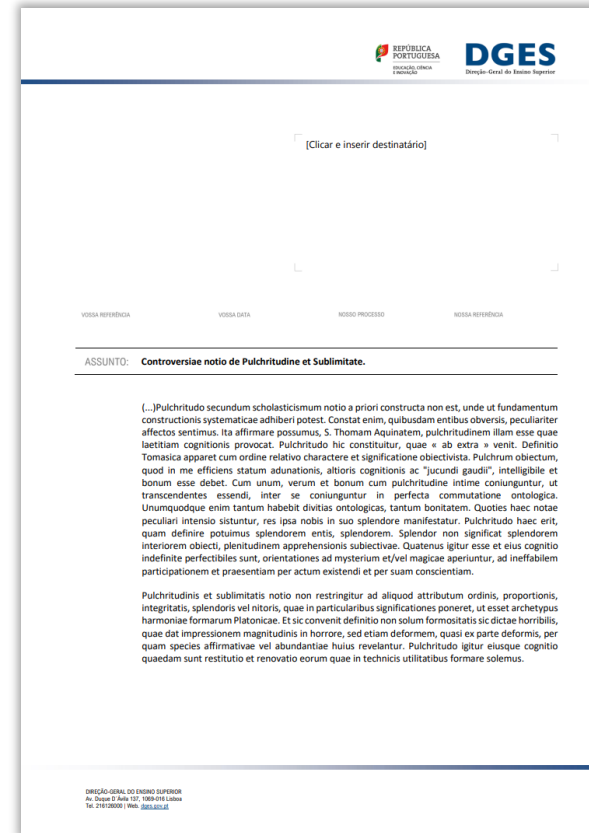 REPÚBLICA
PORTUGUESA
EDUCAÇÃO, CIÊNCIA
E INOVAÇÃO
DGES
Direção-Geral do Ensino Superior
[Clicar e inserir destinatário]
VOSSA REFERÊNCIA VOSSA DATA NOSSO PROCESSO NOSSA REFERÊNCIA
ASSUNTO: Controversiae notio de Pulchritudine et Sublimitate.
(...)Pulchritudo secundum scholasticismum notio a priori constructa non est, unde ut fundamentum
constructionis systematicae adhiberi potest. Constat enim, quibusdam entibus obversis, peculiariter
affectos sentimus. Ita affirmare possumus, S. Thomam Aquinatem, pulchritudinem illam esse quae
laetitiam cognitionis provocat. Pulchritudo hic constituitur, quae « ab extra » venit. Definitio
Tomasica apparet cum ordine relativo charactere et significatione obiectivista. Pulchrum obiectum,
quod in me efficiens statum adunationis, altioris cognitionis ac "jucundi gaudii", intelligibile et
bonum esse debet. Cum unum, verum et bonum cum pulchritudine intime coniunguntur, ut
transcendentes essendi, inter se coniunguntur in perfecta commutatione ontologica.
Unumquodque enim tantum habebit divitias ontologicas, tantum bonitatem. Quoties haec notae
peculiari intensio sistuntur, res ipsa nobis in suo splendore manifestatur. Pulchritudo haec erit,
quam definire potuimus splendorem entis, splendorem. Splendor non significat splendorem
interiorem obiecti, plenitudinem apprehensionis subiectivae. Quatenus igitur esse et eius cognitio
indefinite perfectibiles sunt, orientationes ad mysterium et/vel magicae aperiuntur, ad ineffabilem
participationem et praesentiam per actum existendi et per suam conscientiam.
Pulchritudinis et sublimitatis notio non restringitur ad aliquod attributum ordinis, proportionis,
integritatis, splendoris vel nitoris, quae in particularibus significationes poneret, ut esset archetypus
harmoniae formarum Platonicae. Et sic convenit definitio non solum formositatis sic dictae horribilis,
quae dat impressionem magnitudinis in horrore, sed etiam deformem, quasi ex parte deformis, per
quam species affirmativae vel abundantiae huius revelantur. Pulchritudo igitur eiusque cognitio
quaedam sunt restitutio et renovatio eorum quae in technicis utilitatibus formare solemus.
DIREÇÃO-GERAL DO ENSINO SUPERIOR
Av. Duque D'Ávila 137, 1069-016 Lisboa
Tel. 216126000 | Web. dges.gov.pt